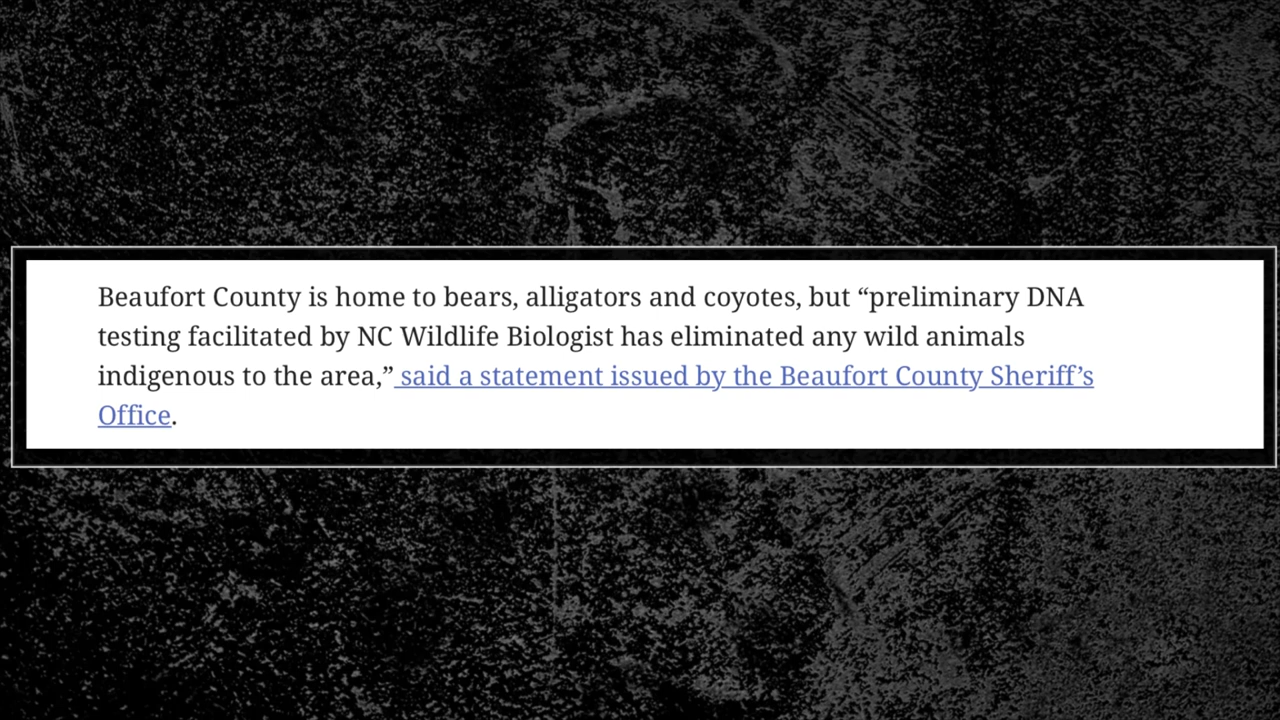 Beaufort County is home to bears, alligators and coyotes, but “preliminary DNA
testing facilitated by NC Wildlife Biologist has eliminated any wild animals
indigenous to the area,” said a statement issued by the Beaufort County Sheriff’s
Office.